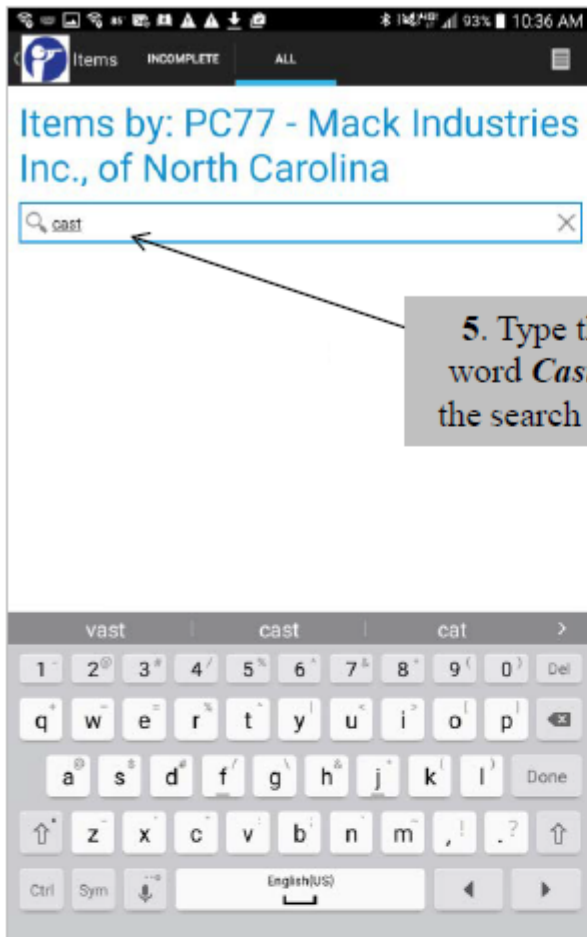 93% 10:36 AM
Items INCOMPLETE ALL
Items by: PC77 - Mack Industries
Inc., of North Carolina
cast
5. Type
word Cas
the search
vast cast cat >
1 2 3 4 5 6 7 8 9 0 Del
q w e r t y u i o p
a s d f g h j k l Done
z x c v b n m , ! . ?
Ctrl Sym English(US)